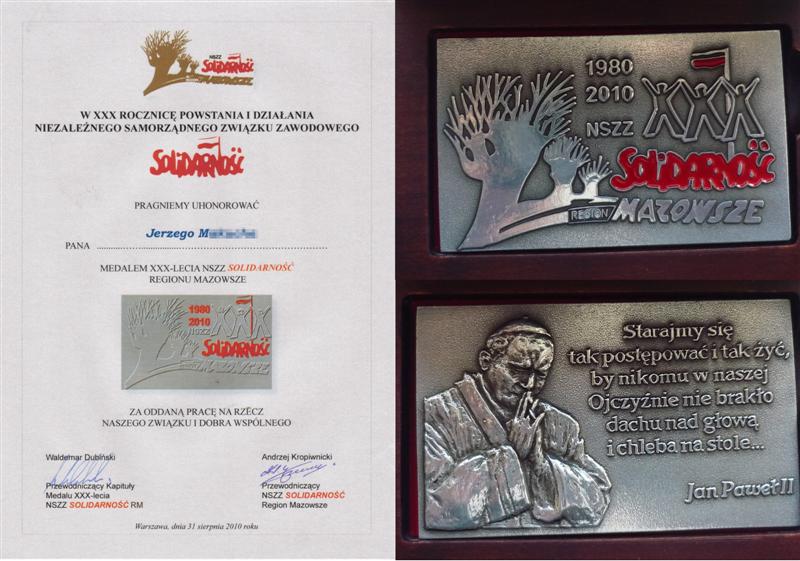 NSZZ
SOLIDARNOŚĆ
MAZOWSZE
W XXX ROCZNICĘ POWSTANIA I DZIAŁANIA
NIEZALEŻNEGO SAMORZĄDNEGO ZWIĄZKU ZAWODOWEGO
SOLIDARNOŚĆ
PRAGNIEMY UHONOROWAĆ
Jerzego
PANA
MEDALEM XXX-LECIA NSZZ SOLIDARNOŚĆ
REGIONU MAZOWSZE
1980
2010
NSZZ
XXX
SOLIDARNOŚĆ
MAZOWSZE
ZA ODDANĄ PRACĘ NA RZECZ
NASZEGO ZWIĄZKU I DOBRA WSPÓLNEGO
Waldemar Dubiński
Przewodniczący Kapituły
Medalu XXX-lecia
NSZZ SOLIDARNOŚĆ RM
Andrzej Kropiwnicki
Przewodniczący
NSZZ SOLIDARNOŚĆ
Region Mazowsze
Warszawa, dnia 31 sierpnia 2010 roku
1980
2010
NSZZ
XXX
SOLIDARNOŚĆ
REGION MAZOWSZE
Starajmy się
tak postępować i tak żyć,
by nikomu w naszej
Ojczyźnie nie brakło
dachu nad głową
i chleba na stole...
Jan Paweł II